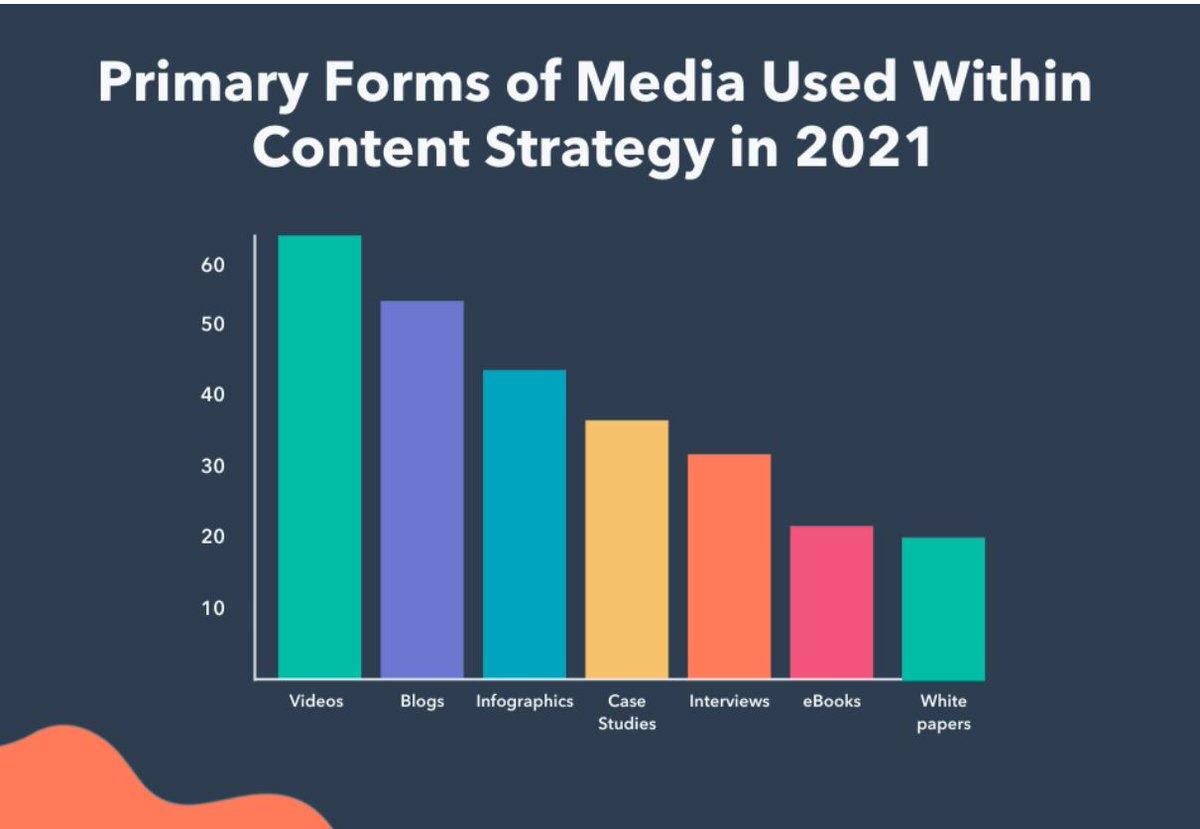 Primary Forms of Media Used Within
Content Strategy in 2021
60
50
40
30
20
10
Videos
Blogs
Infographics
Case
Studies
Interviews
eBooks
White
papers